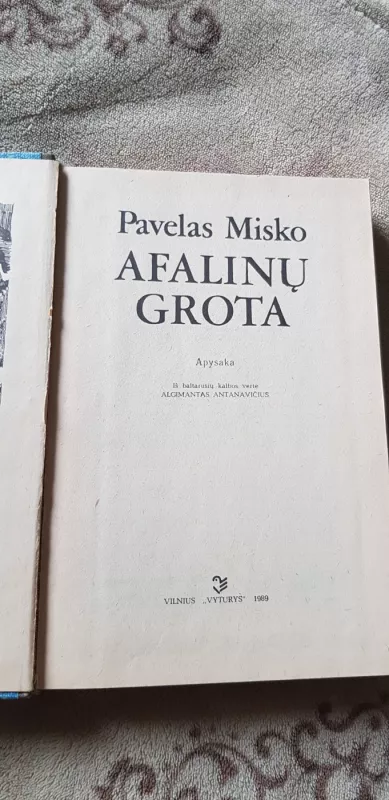 Pavelas Misko
AFALINŲ
GROTA
Apysaka
Iš baltarusių kalbos vertė
ALGIMANTAS ANTANAVIČIUS
VILNIUS „VYTURYS“ 1989